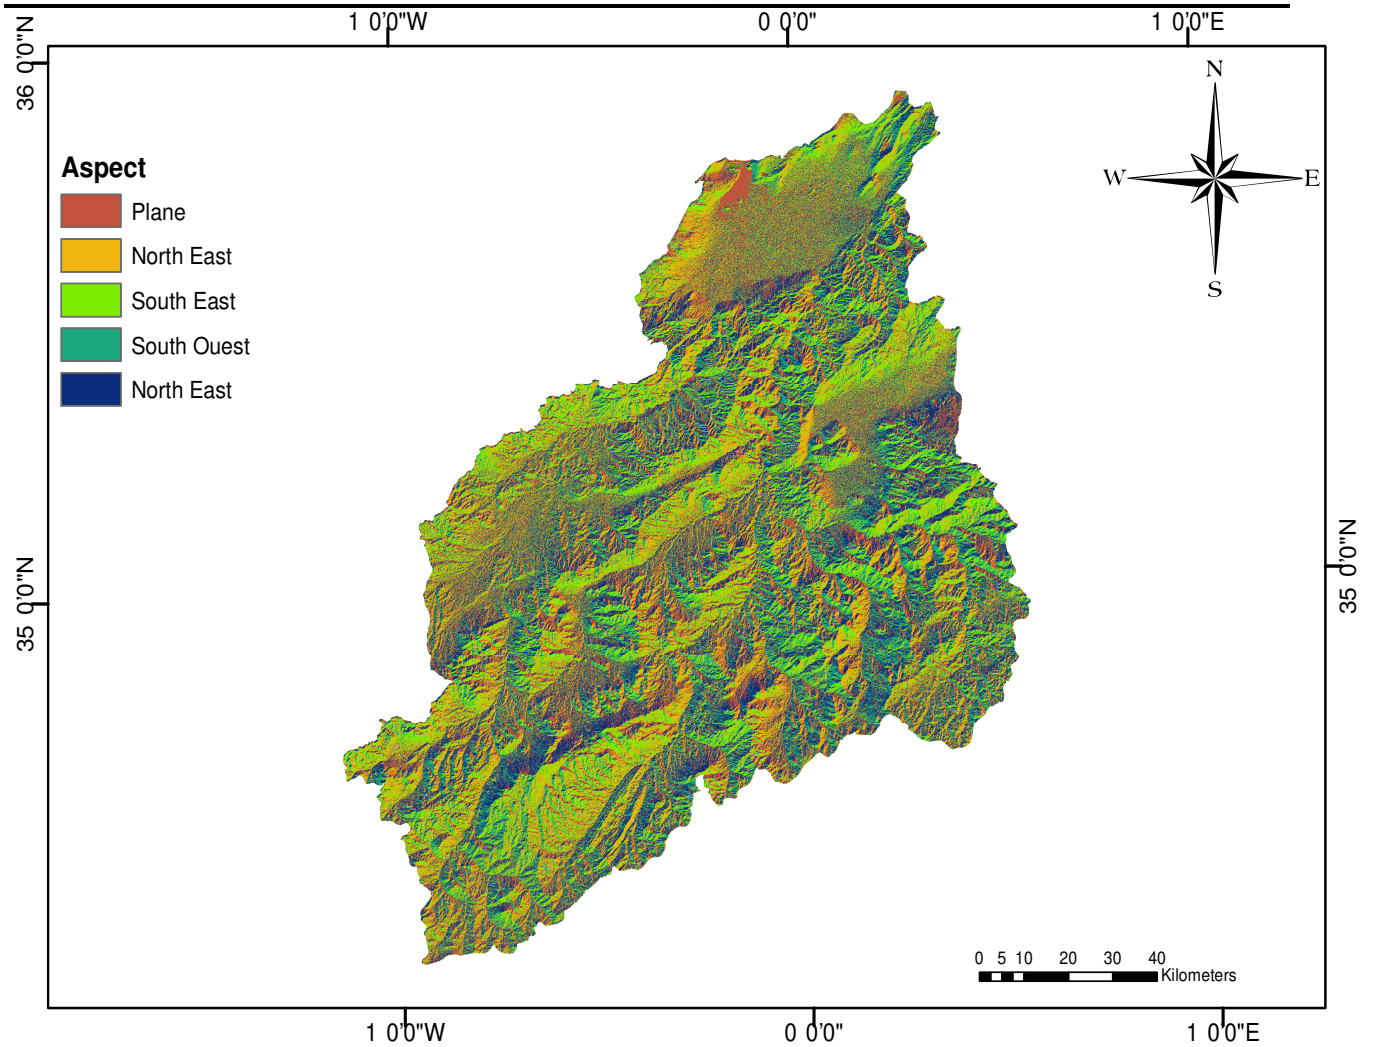 1 0'0"W 0 0'0" 1 0'0"E
36 0'0"N
N
W E
S
Aspect
Plane
North East
South East
South Ouest
North East
35 0'0"N
35 0'0"N
0 5 10 20 30 40
Kilometers
1 0'0"W 0 0'0" 1 0'0"E